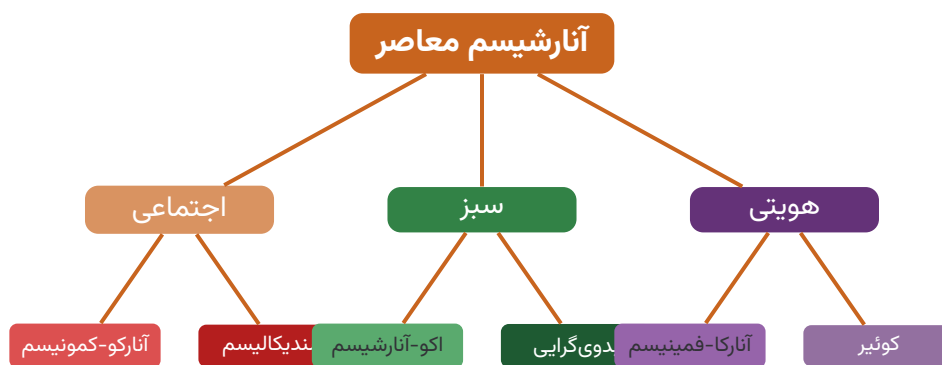 آنارشیسم معاصر
هویتی
سبز
اجتماعی
کوئیر
آنارکا-فمینیسم
اکو-آنارشیسم
آنارکو-کمونیسم